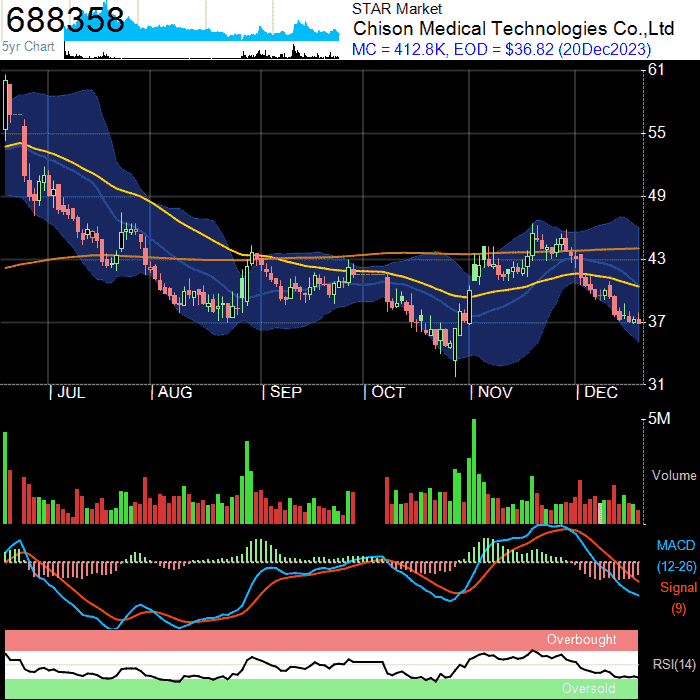 688358
5yr Chart
STAR Market
Chison Medical Technologies Co.,Ltd
MC = 412.8K, EOD = $36.82 (20Dec2023)
61
55
49
43
37
31
| JUL | AUG | SEP | OCT | NOV | DEC
5M
Volume
MACD
(12-26)
Signal
(9)
Overbought
RSI(14)
Oversold